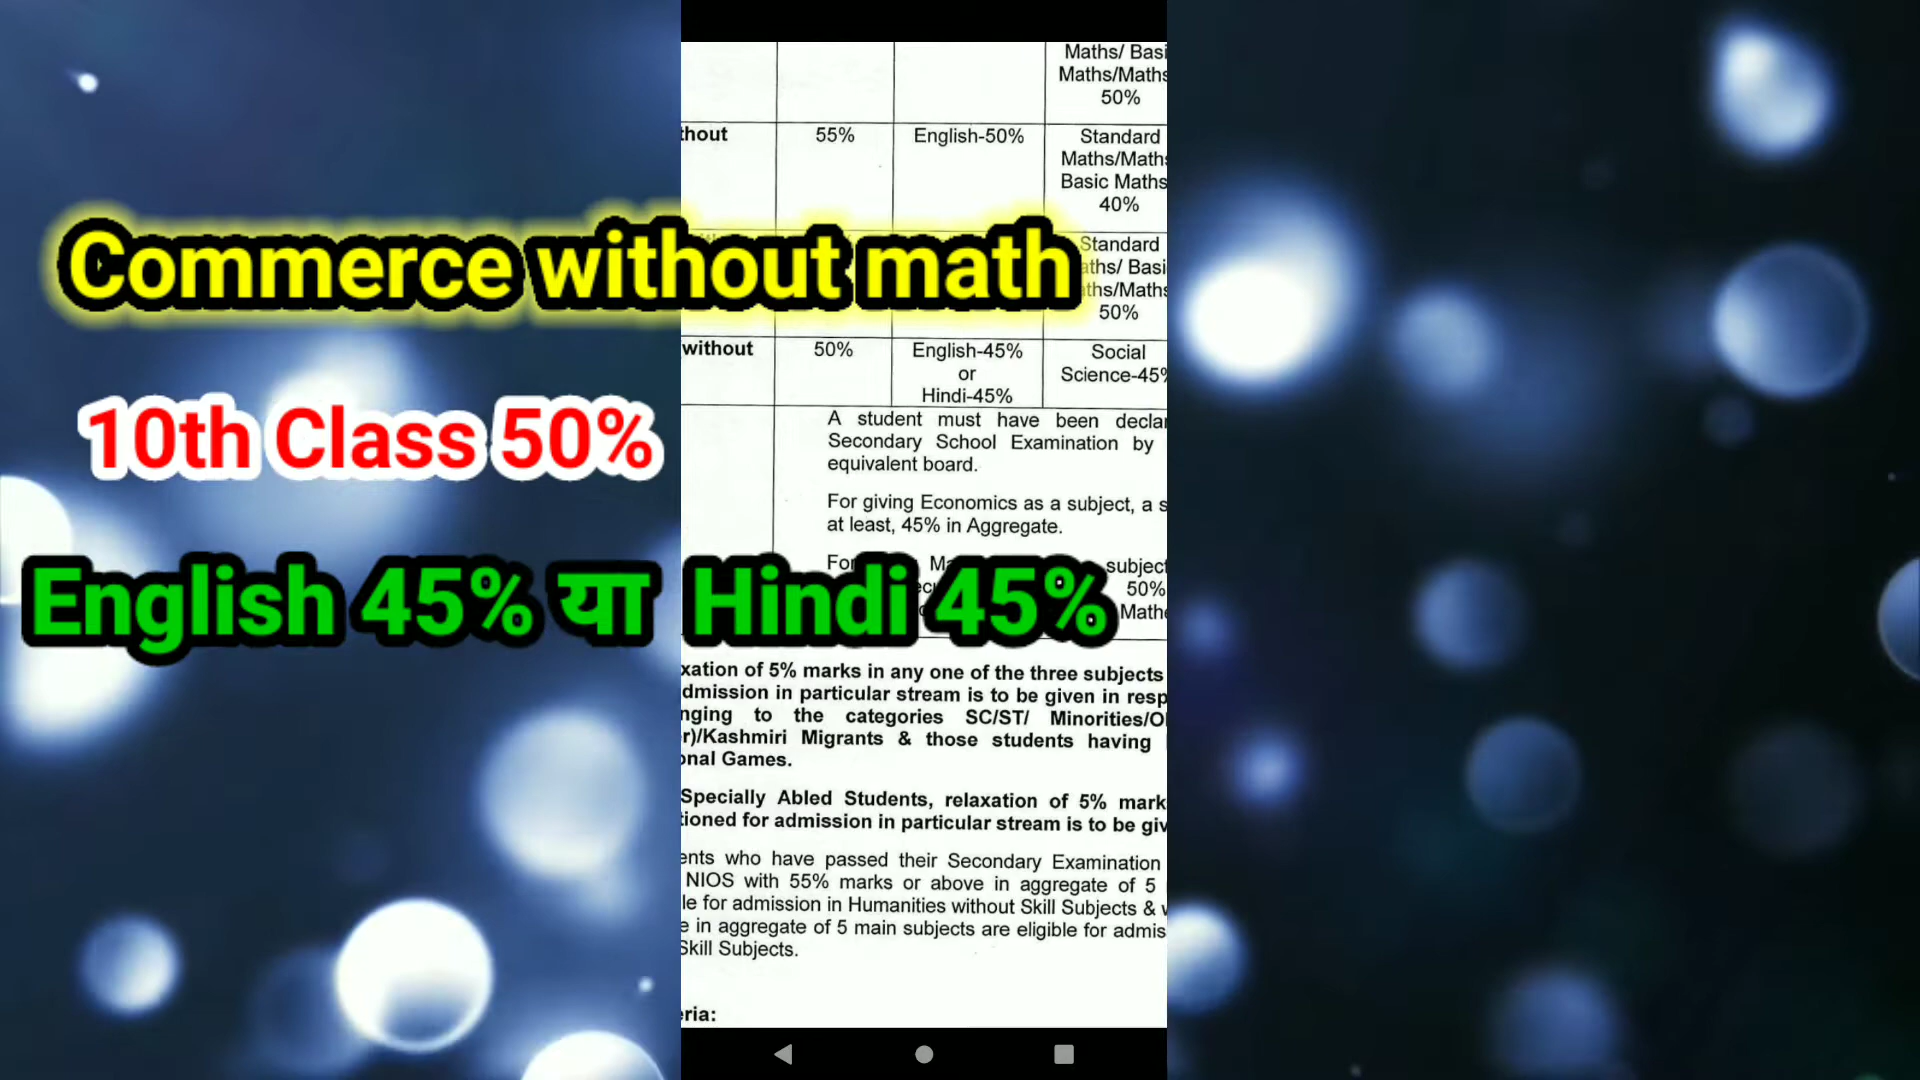 Maths/ Basi
Maths/Maths
50%
thout 55% English-50% Standard
Maths/Maths
Basic Maths
40%
Commerce without math
Standard
aths/ Basi
ths/Maths
50%
10th Class 50%
without 50% English-45% Social
or Science-45%
Hindi-45%
A student must have been declar
Secondary School Examination by
equivalent board.
For giving Economics as a subject, a s
at least, 45% in Aggregate.
English 45% या Hindi 45%
For Ma subject
50%
Mathe
xation of 5% marks in any one of the three subjects
dmission in particular stream is to be given in resp
nging to the categories SC/ST/ Minorities/O
r)/Kashmiri Migrants & those students having
onal Games.
Specially Abled Students, relaxation of 5% mark
tioned for admission in particular stream is to be giv
ents who have passed their Secondary Examination
NIOS with 55% marks or above in aggregate of 5
le for admission in Humanities without Skill Subjects & w
e in aggregate of 5 main subjects are eligible for admis
Skill Subjects.
eria: